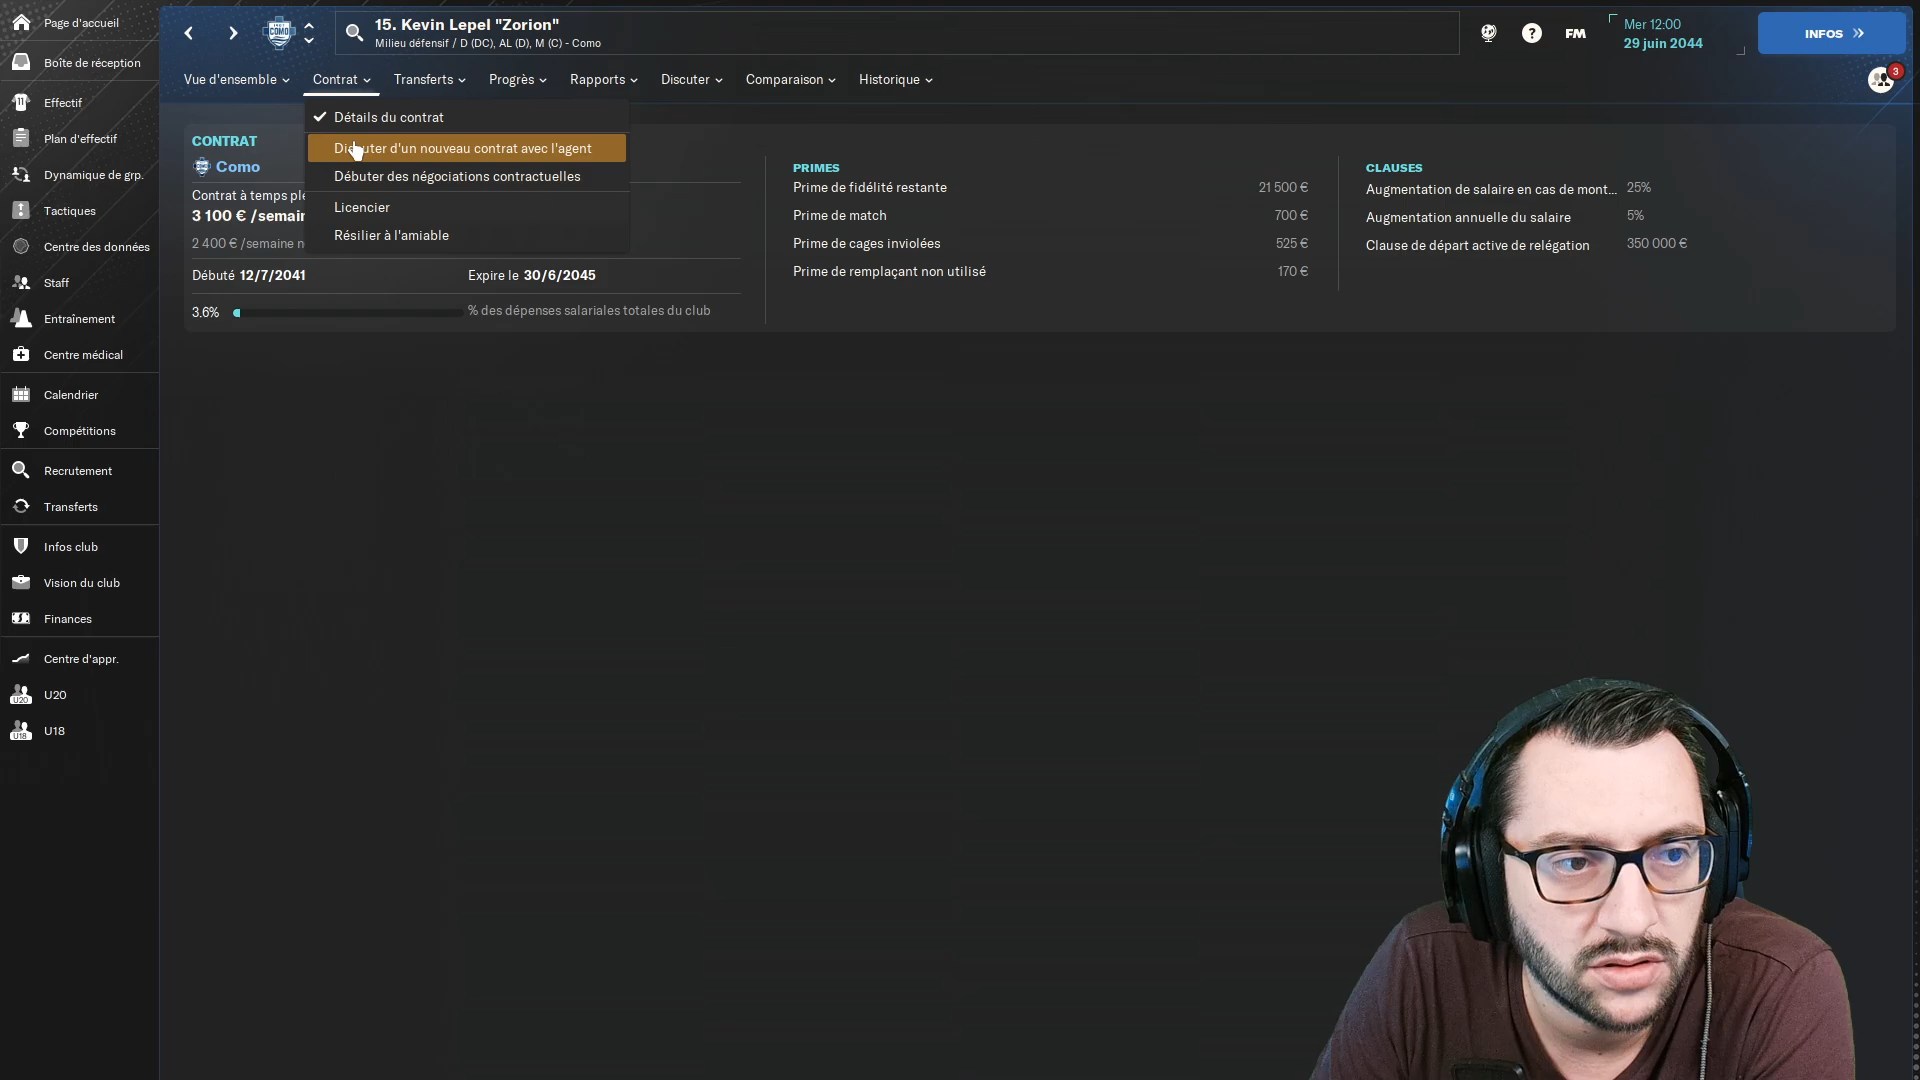 Page d'accueil
Boîte de réception
Effectif
Plan d'effectif
Dynamique de grp.
Tactiques
Centre des données
Staff
Entraînement
Centre médical
Calendrier
Compétitions
Recrutement
Transferts
Infos club
Vision du club
Finances
Centre d'appr.
U20
U18
15. Kevin Lepel "Zorion"
Milieu défensif / D (DC), AL (D), M (C) - Como
FM
Mer 12:00
29 juin 2044
INFOS
3
Vue d'ensemble
Contrat
Transferts
Progrès
Rapports
Discuter
Comparaison
Historique
Détails du contrat
Discuter d'un nouveau contrat avec l'agent
Débuter des négociations contractuelles
Licencier
Résilier à l'amiable
CONTRAT
Como
Contrat à temps ple
3 100 € /semain
2 400 € /semaine n
Débuté 12/7/2041
Expire le 30/6/2045
3.6%
% des dépenses salariales totales du club
PRIMES
Prime de fidélité restante 21 500 €
Prime de match 700 €
Prime de cages inviolées 525 €
Prime de remplaçant non utilisé 170 €
CLAUSES
Augmentation de salaire en cas de mont... 25%
Augmentation annuelle du salaire 5%
Clause de départ active de relégation 350 000 €